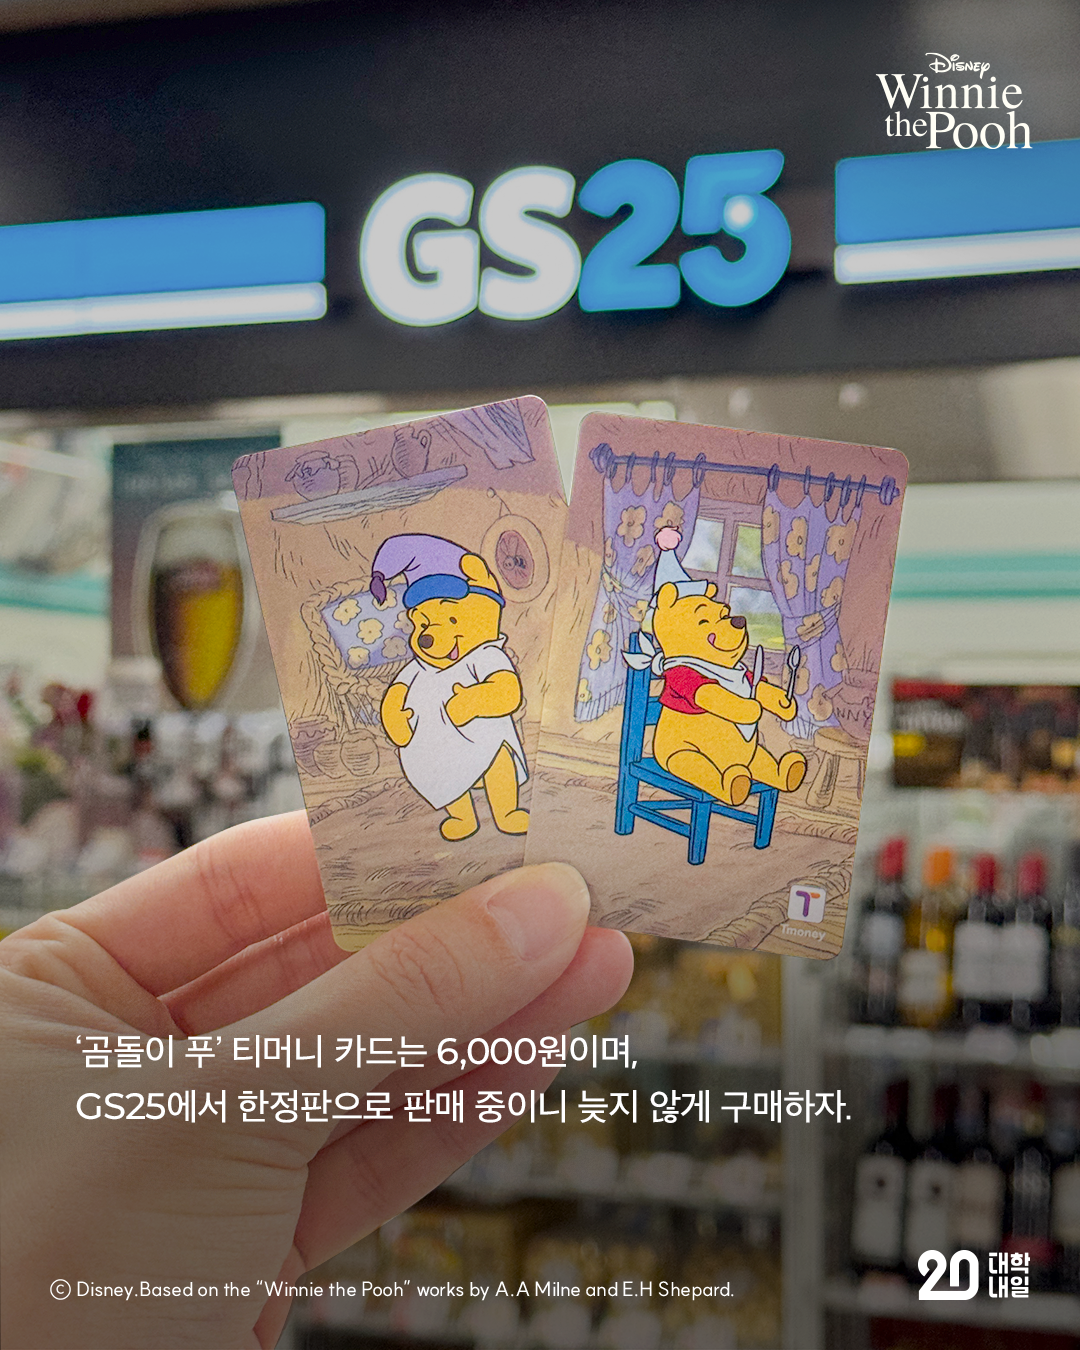 Disney
Winnie
the Pooh
GS25
Tmoney
‘곰돌이 푸’ 티머니 카드는 6,000원이며,
GS25에서 한정판으로 판매 중이니 늦지 않게 구매하자.
ⓒ Disney.Based on the “Winnie the Pooh” works by A.A Milne and E.H Shepard.
20 대학
내일